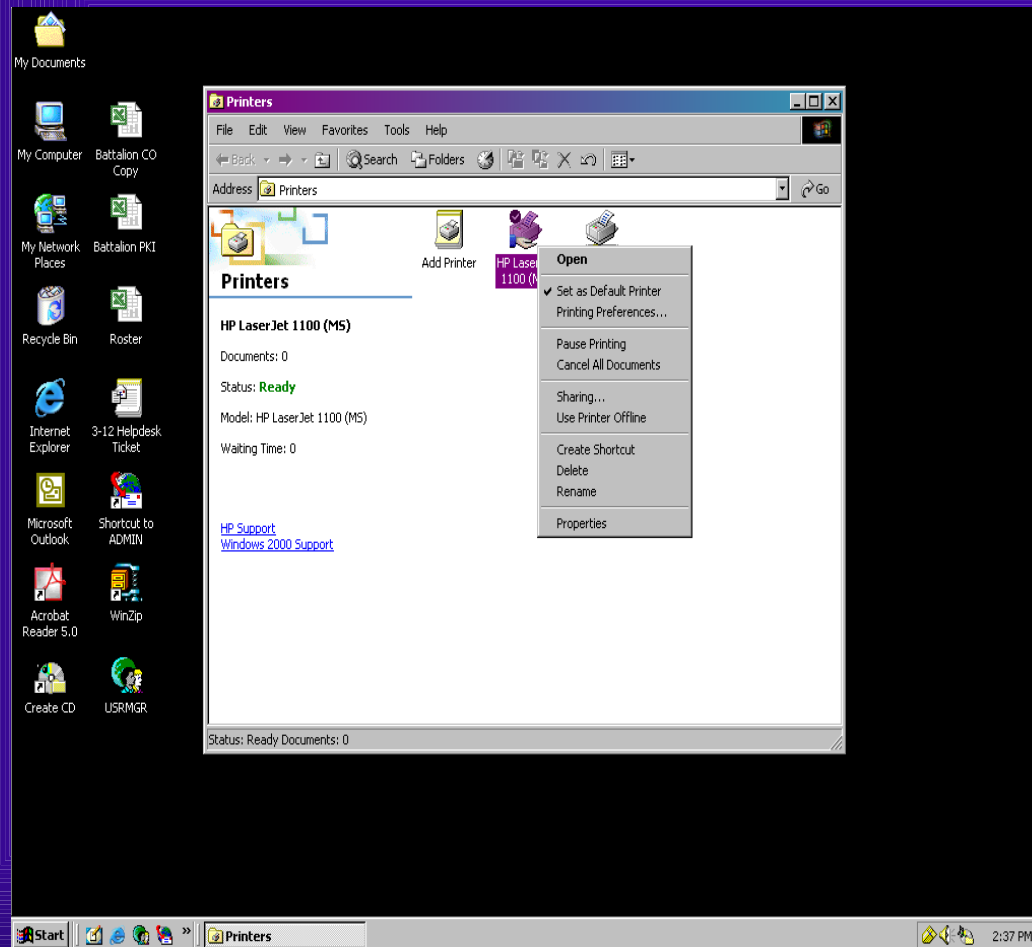 My Documents
My Computer
Battalion CO
Copy
My Network
Places
Battalion PKI
Recycle Bin
Roster
Internet
Explorer
3-12 Helpdesk
Ticket
Microsoft
Outlook
Shortcut to
ADMIN
Acrobat
Reader 5.0
WinZip
Create CD
USRMGR
Printers
File Edit View Favorites Tools Help
Back Search Folders
Address Printers Go
Printers
HP LaserJet 1100 (MS)
Documents: 0
Status: Ready
Model: HP LaserJet 1100 (MS)
Waiting Time: 0
HP Support
Windows 2000 Support
Add Printer
HP Laser
1100 (M
Open
Set as Default Printer
Printing Preferences...
Pause Printing
Cancel All Documents
Sharing...
Use Printer Offline
Create Shortcut
Delete
Rename
Properties
Status: Ready Documents: 0
Start » Printers 2:37 PM